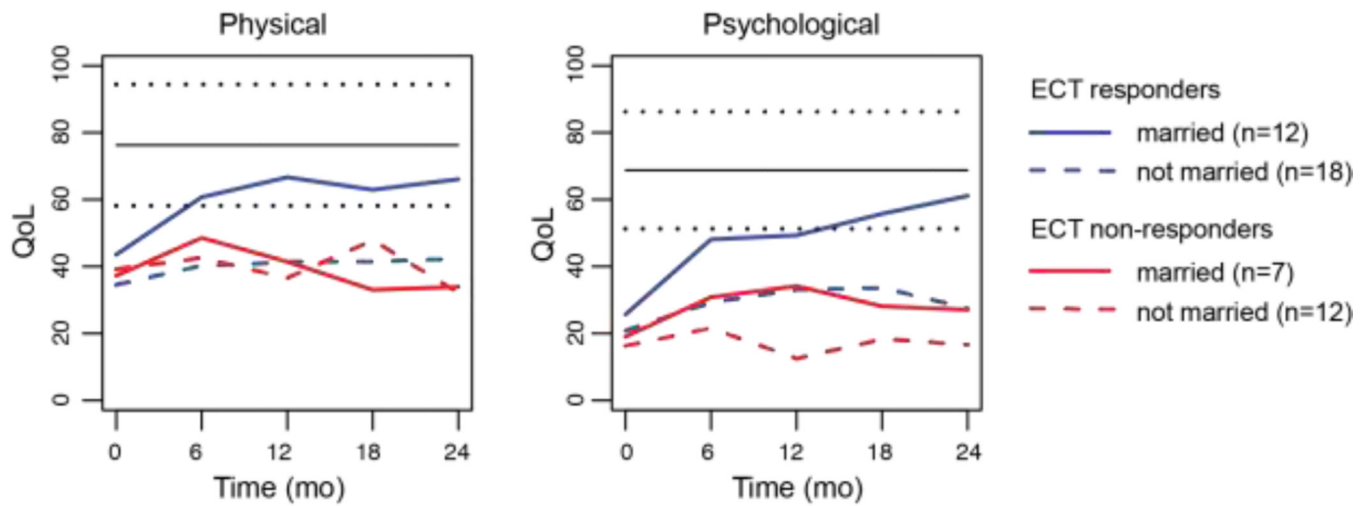 Physical
QoL
100
80
60
40
20
0
0 6 12 18 24
Time (mo)
Psychological
QoL
100
80
60
40
20
0
0 6 12 18 24
Time (mo)
ECT responders
married (n=12)
not married (n=18)
ECT non-responders
married (n=7)
not married (n=12)